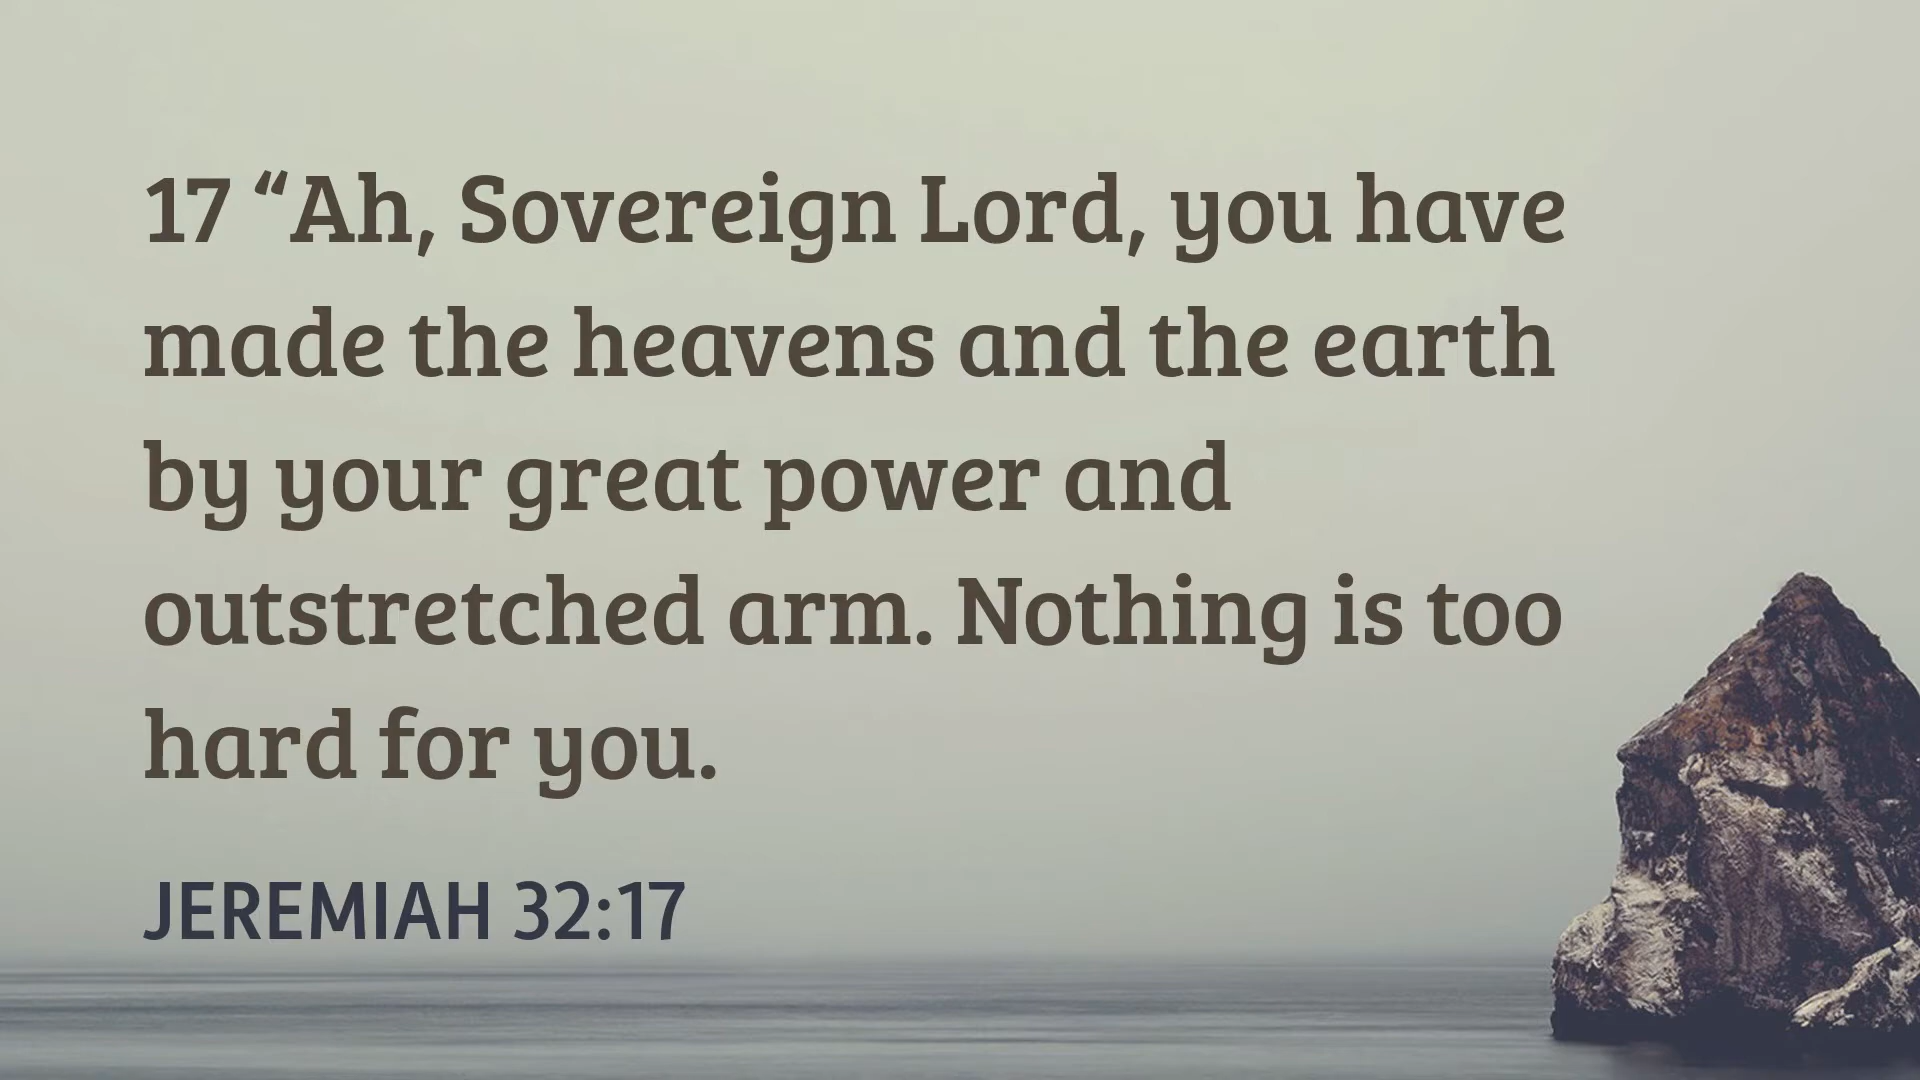 17 “Ah, Sovereign Lord, you have
made the heavens and the earth
by your great power and
outstretched arm. Nothing is too
hard for you.
JEREMIAH 32:17